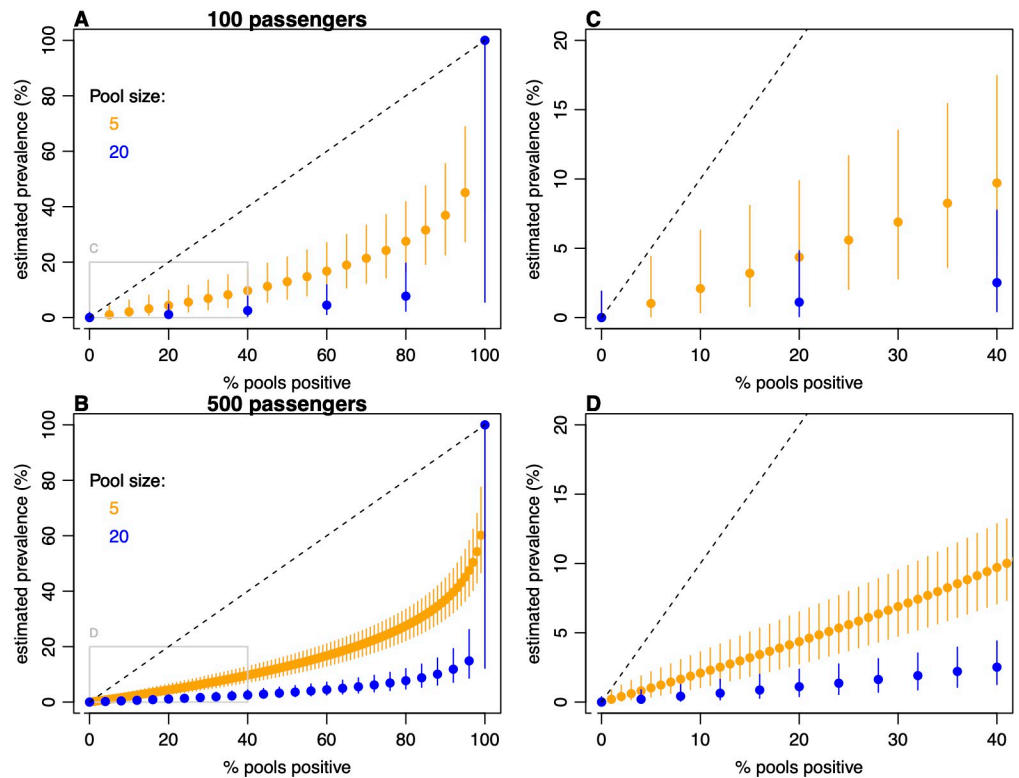 A
100 passengers
estimated prevalence (%)
0 20 40 60 80 100
Pool size:
5
20
C
0 20 40 60 80 100
% pools positive
C
estimated prevalence (%)
0 5 10 15 20
0 10 20 30 40
% pools positive
B
500 passengers
estimated prevalence (%)
0 20 40 60 80 100
Pool size:
5
20
D
0 20 40 60 80 100
% pools positive
D
estimated prevalence (%)
0 5 10 15 20
0 10 20 30 40
% pools positive